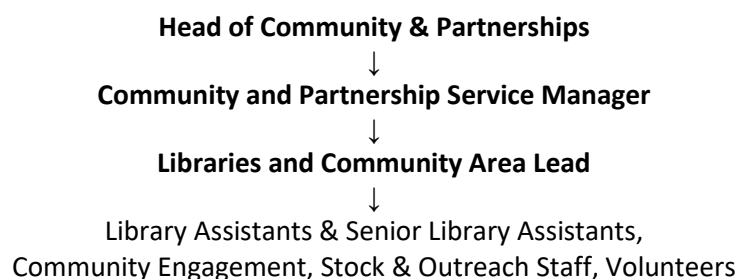 Head of Community & Partnerships
↓
Community and Partnership Service Manager
↓
Libraries and Community Area Lead
↓
Library Assistants & Senior Library Assistants,
Community Engagement, Stock & Outreach Staff, Volunteers